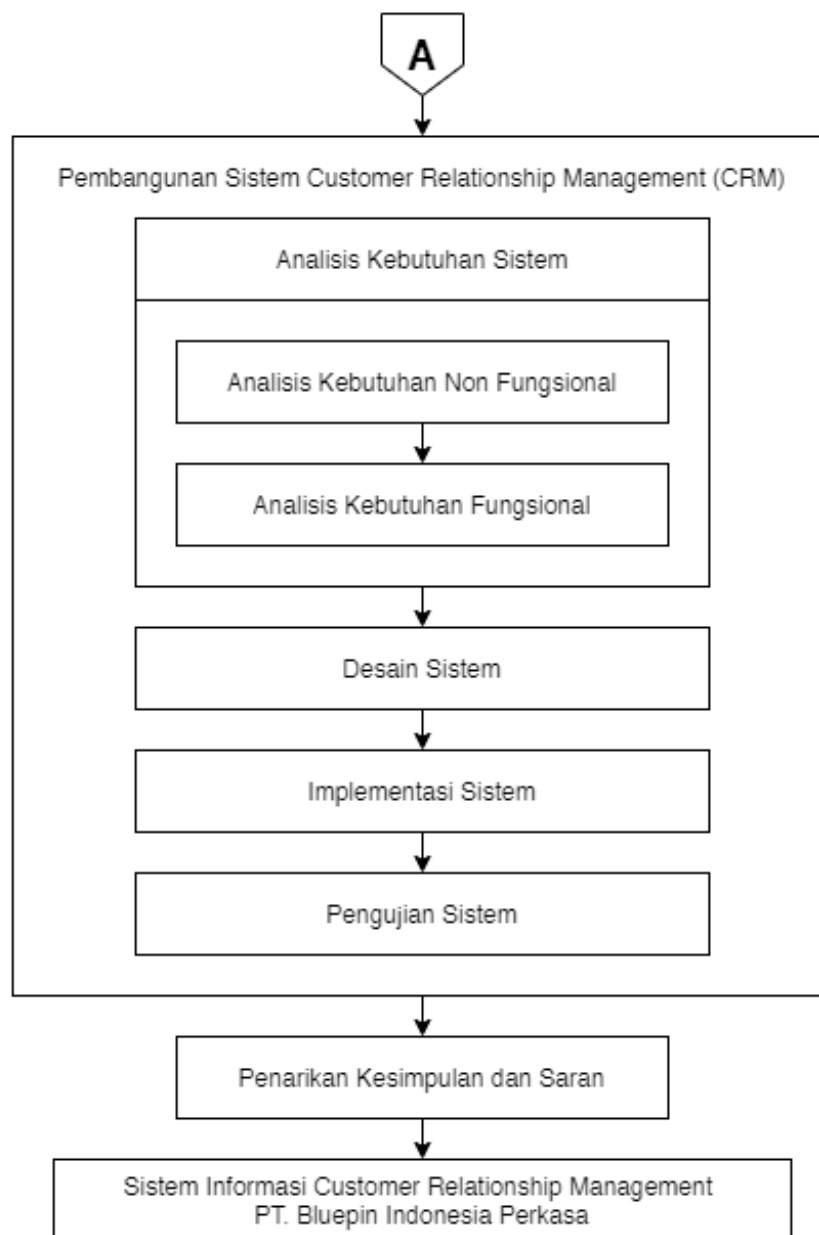 A
Pembangunan Sistem Customer Relationship Management (CRM)
Analisis Kebutuhan Sistem
Analisis Kebutuhan Non Fungsional
Analisis Kebutuhan Fungsional
Desain Sistem
Implementasi Sistem
Pengujian Sistem
Penarikan Kesimpulan dan Saran
Sistem Informasi Customer Relationship Management
PT. Bluepin Indonesia Perkasa